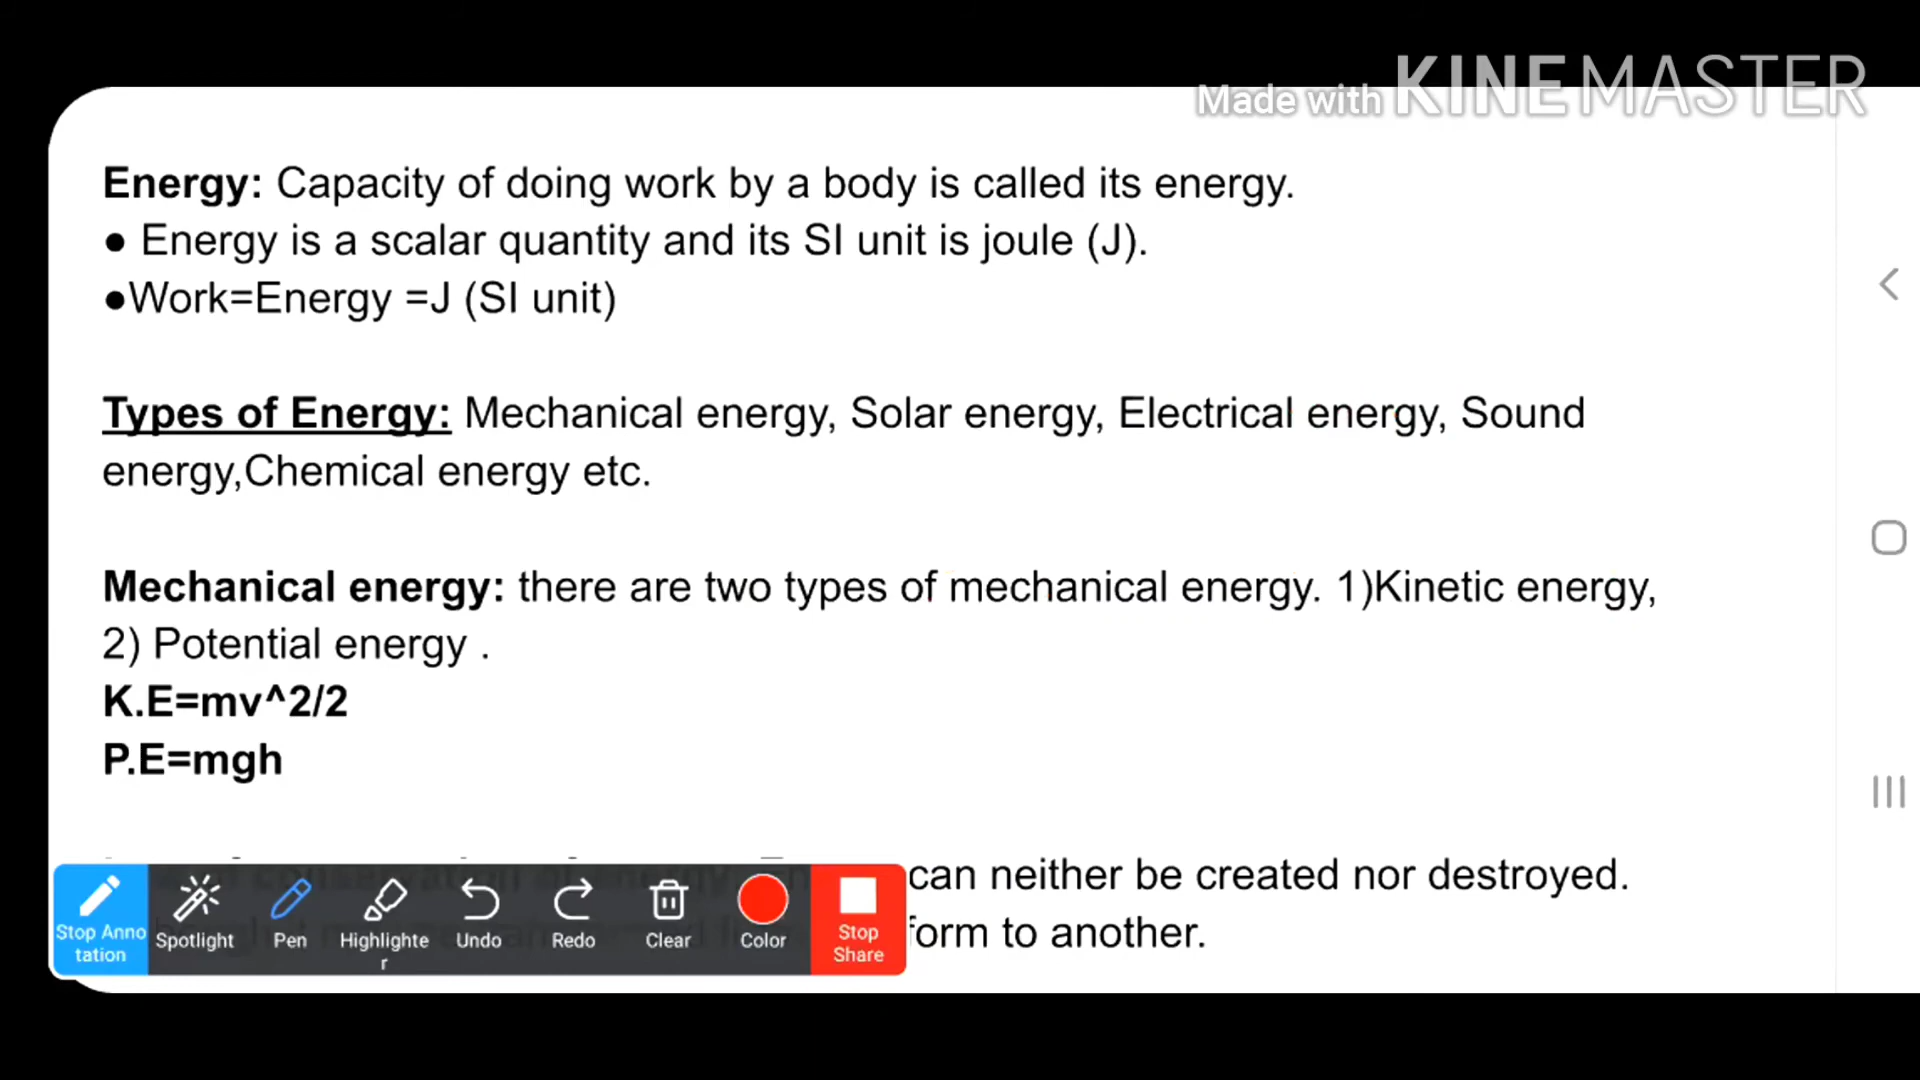 Made with KINEMASTER
Energy: Capacity of doing work by a body is called its energy.
● Energy is a scalar quantity and its SI unit is joule (J).
●Work=Energy =J (SI unit)
Types of Energy: Mechanical energy, Solar energy, Electrical energy, Sound
energy,Chemical energy etc.
Mechanical energy: there are two types of mechanical energy. 1)Kinetic energy,
2) Potential energy .
K.E=mv^2/2
P.E=mgh
can neither be created nor destroyed.
form to another.
Stop Anno
tation
Spotlight
Pen
Highlighte
r
Undo
Redo
Clear
Color
Stop
Share